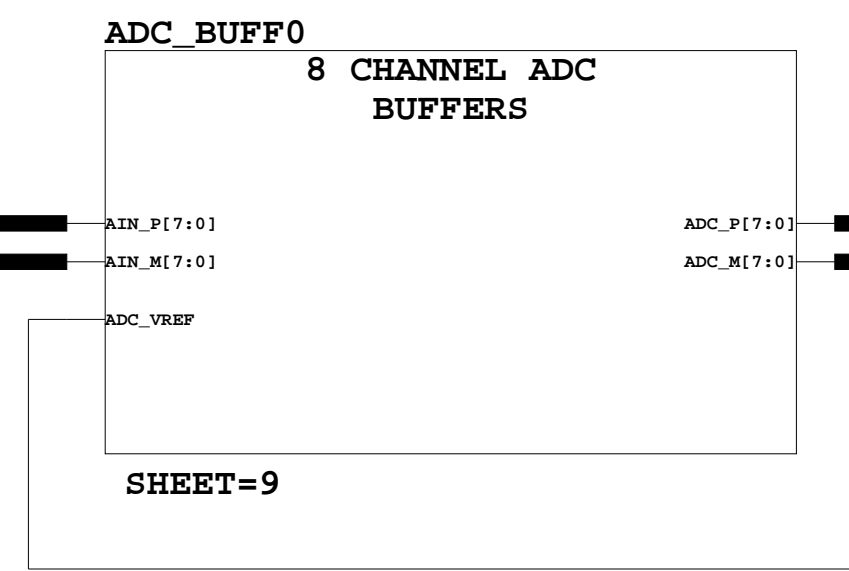 ADC_BUFF0
8 CHANNEL ADC
BUFFERS
AIN_P[7:0]
ADC_P[7:0]
AIN_M[7:0]
ADC_M[7:0]
ADC_VREF
SHEET=9